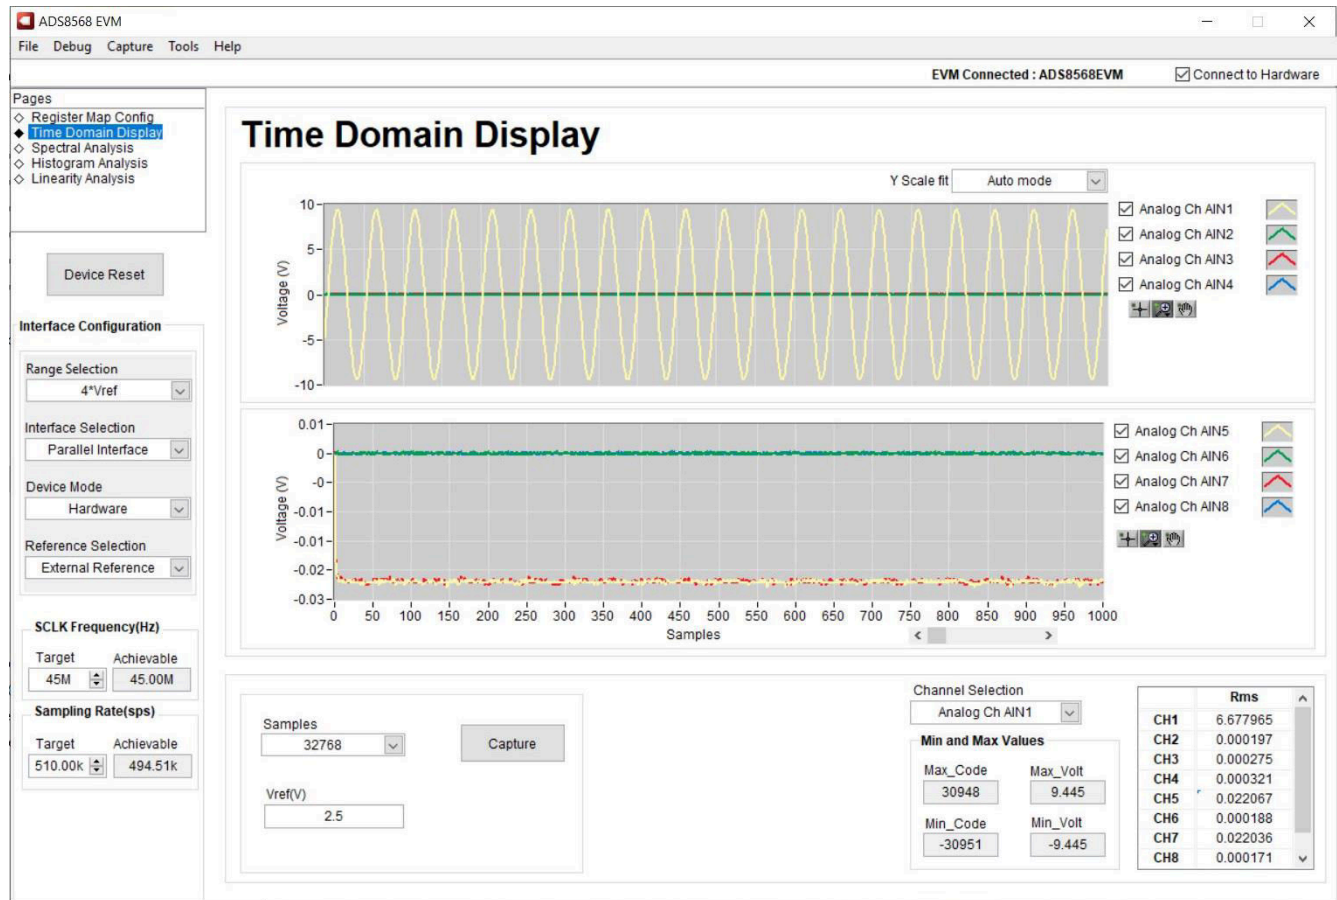 ADS8568 EVM
File Debug Capture Tools Help
EVM Connected : ADS8568EVM Connect to Hardware
Pages
Register Map Config
Time Domain Display
Spectral Analysis
Histogram Analysis
Linearity Analysis
Device Reset
Interface Configuration
Range Selection
4*Vref
Interface Selection
Parallel Interface
Device Mode
Hardware
Reference Selection
External Reference
SCLK Frequency(Hz)
Target Achievable
45M 45.00M
Sampling Rate(sps)
Target Achievable
510.00k 494.51k
Time Domain Display
Y Scale fit Auto mode
10
5
0
-5
-10
Voltage (V)
Analog Ch AIN1
Analog Ch AIN2
Analog Ch AIN3
Analog Ch AIN4
0.01
0
-0
-0.01
-0.01
-0.02
-0.03
Voltage (V)
0 50 100 150 200 250 300 350 400 450 500 550 600 650 700 750 800 850 900 950 1000
Samples
Analog Ch AIN5
Analog Ch AIN6
Analog Ch AIN7
Analog Ch AIN8
Samples
32768
Capture
Vref(V)
2.5
Channel Selection
Analog Ch AIN1
Min and Max Values
Max_Code Max_Volt
30948 9.445
Min_Code Min_Volt
-30951 -9.445
Rms
CH1 6.677965
CH2 0.000197
CH3 0.000275
CH4 0.000321
CH5 0.022067
CH6 0.000188
CH7 0.022036
CH8 0.000171